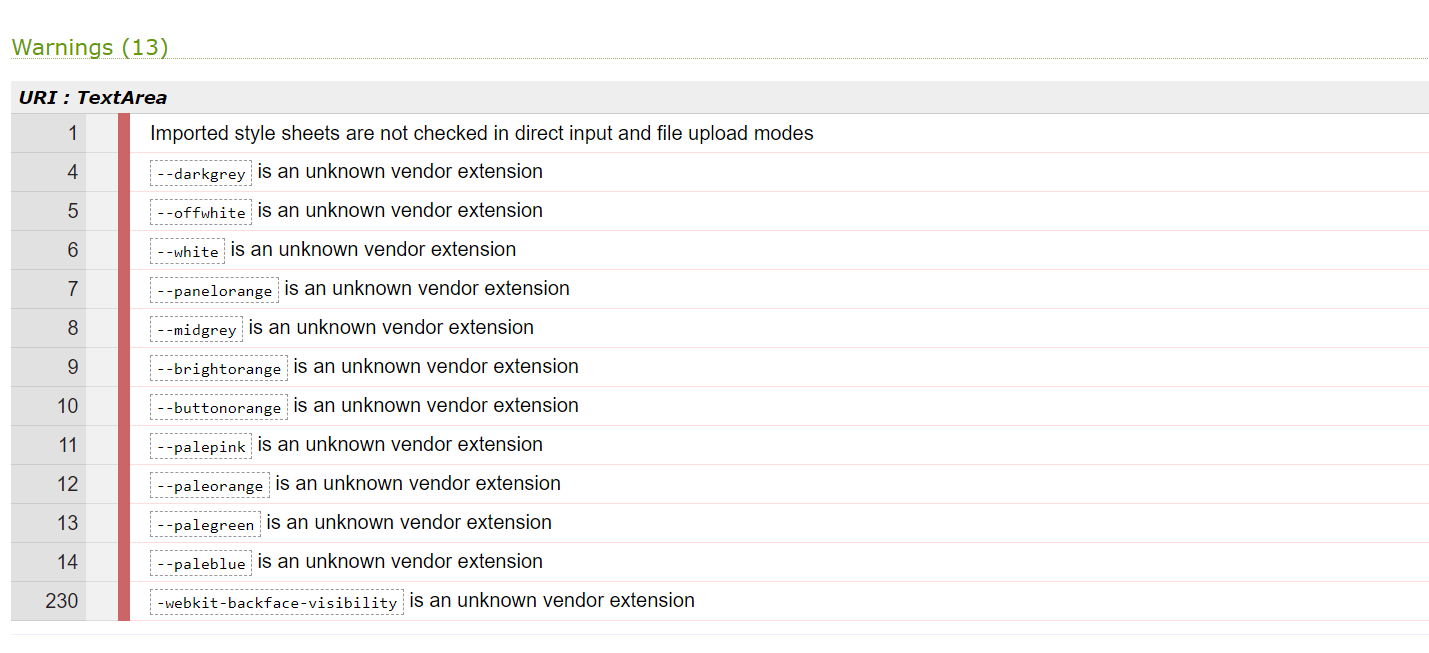 Warnings (13)
URI : TextArea
1 Imported style sheets are not checked in direct input and file upload modes
4 --darkgrey is an unknown vendor extension
5 --offwhite is an unknown vendor extension
6 --white is an unknown vendor extension
7 --panelorange is an unknown vendor extension
8 --midgrey is an unknown vendor extension
9 --brightorange is an unknown vendor extension
10 --buttonorange is an unknown vendor extension
11 --palepink is an unknown vendor extension
12 --paleorange is an unknown vendor extension
13 --palegreen is an unknown vendor extension
14 --paleblue is an unknown vendor extension
230 -webkit-backface-visibility is an unknown vendor extension